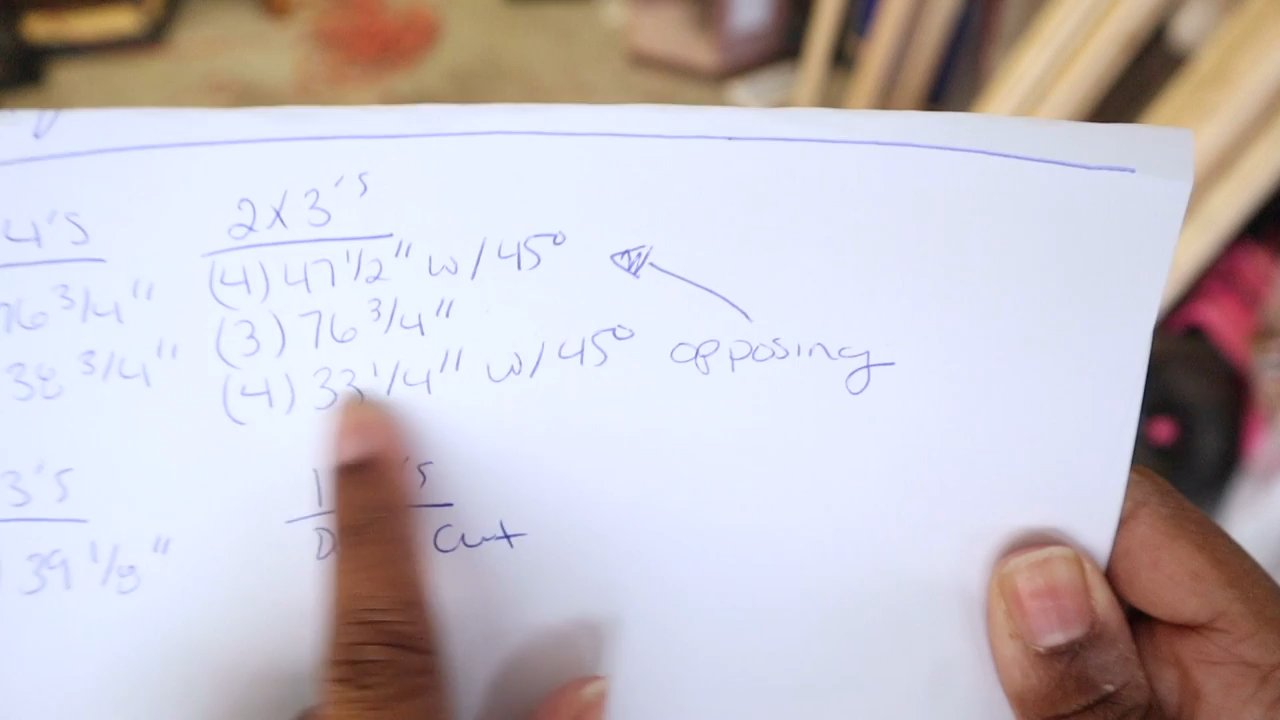 4's
76 3/4"
38 3/4"
2x3's
(4) 47 1/2" w/45°
(3) 76 3/4"
(4) 33 1/4" w/45° opposing
3's
39 1/8"
Cut